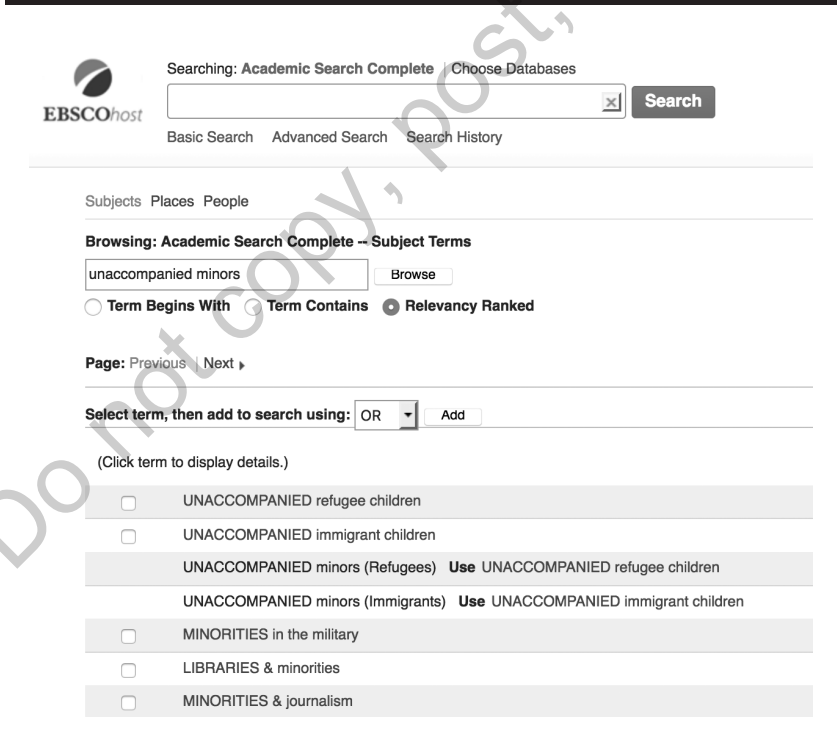 Searching: Academic Search Complete | Choose Databases
EBSCOhost
Search
Basic Search Advanced Search Search History
Subjects Places People
Browsing: Academic Search Complete -- Subject Terms
unaccompanied minors Browse
Term Begins With Term Contains Relevancy Ranked
Page: Previous | Next
Select term, then add to search using: OR Add
(Click term to display details.)
UNACCOMPANIED refugee children
UNACCOMPANIED immigrant children
UNACCOMPANIED minors (Refugees) Use UNACCOMPANIED refugee children
UNACCOMPANIED minors (Immigrants) Use UNACCOMPANIED immigrant children
MINORITIES in the military
LIBRARIES & minorities
MINORITIES & journalism
Do not copy, post,